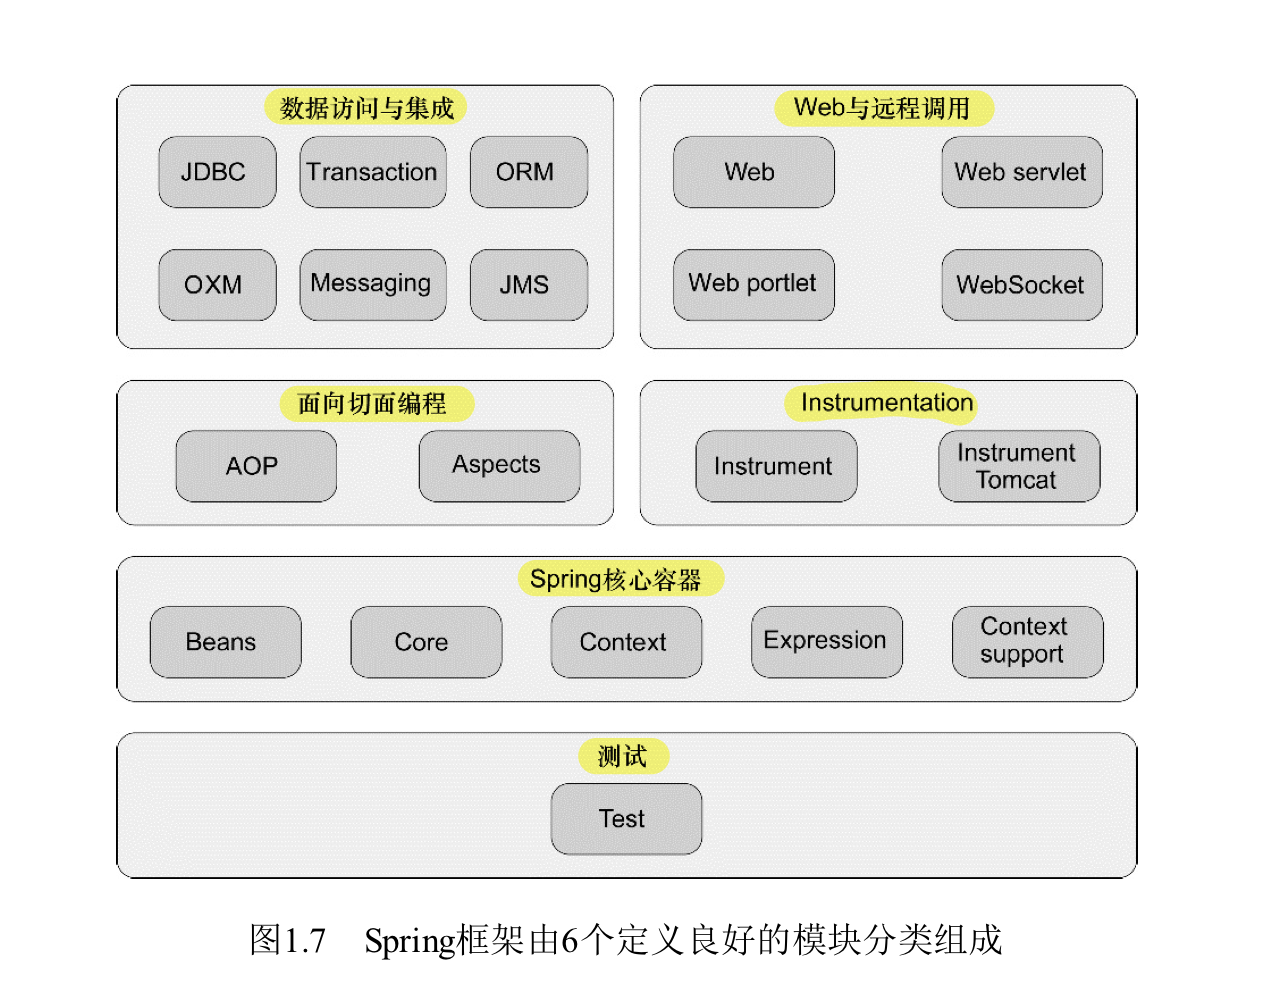 数据访问与集成
JDBC
Transaction
ORM
OXM
Messaging
JMS
Web与远程调用
Web
Web servlet
Web portlet
WebSocket
面向切面编程
AOP
Aspects
Instrumentation
Instrument
Instrument
Tomcat
Spring核心容器
Beans
Core
Context
Expression
Context
support
测试
Test
图1.7 Spring框架由6个定义良好的模块分类组成